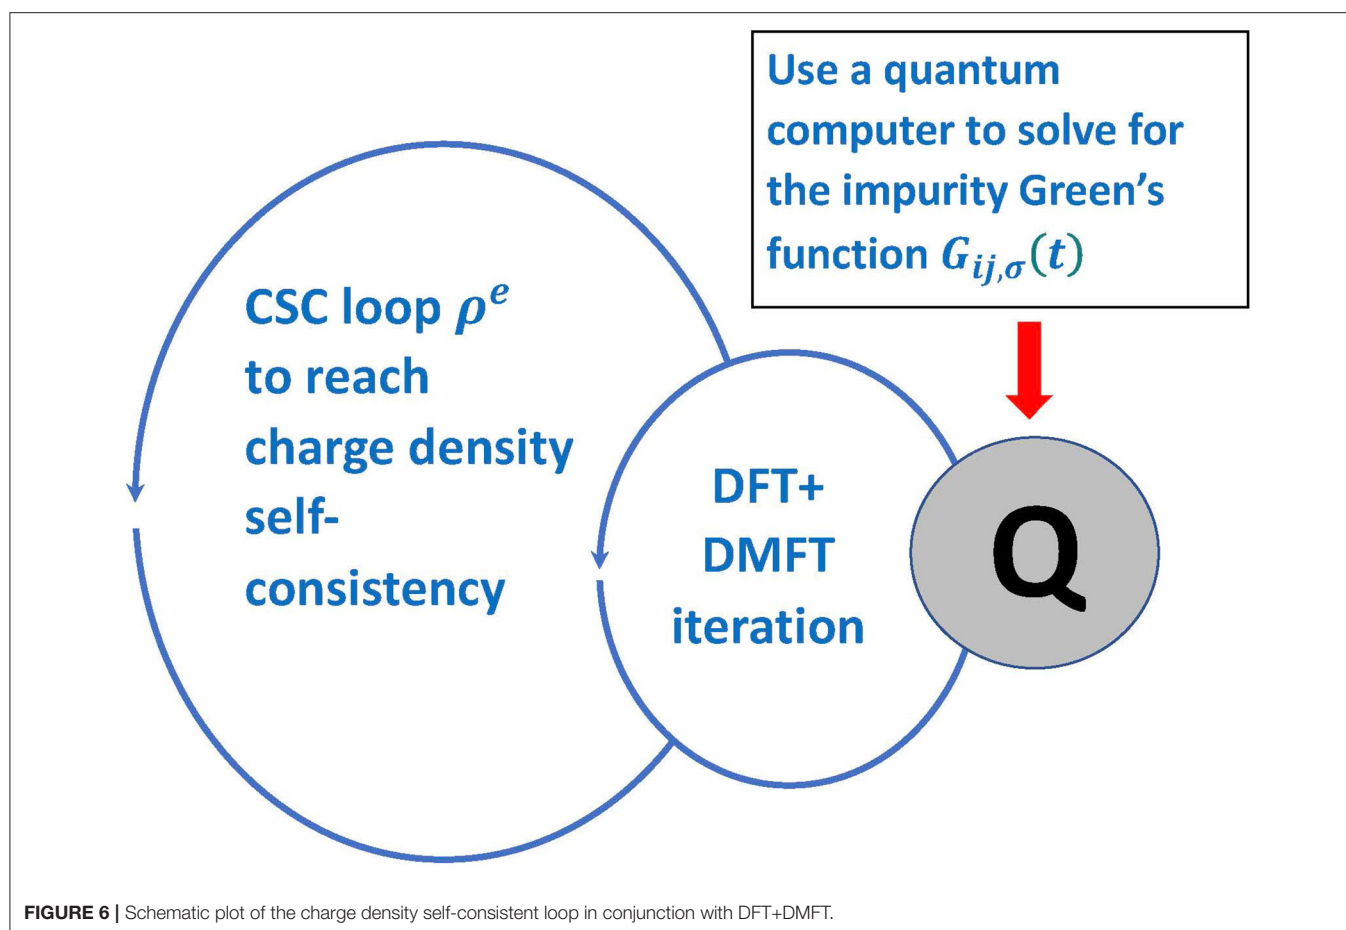 Use a quantum
computer to solve for
the impurity Green's
function G_{ij,σ}(t)
CSC loop ρ^e
to reach
charge density
self-
consistency
DFT+
DMFT
iteration
Q
FIGURE 6 | Schematic plot of the charge density self-consistent loop in conjunction with DFT+DMFT.